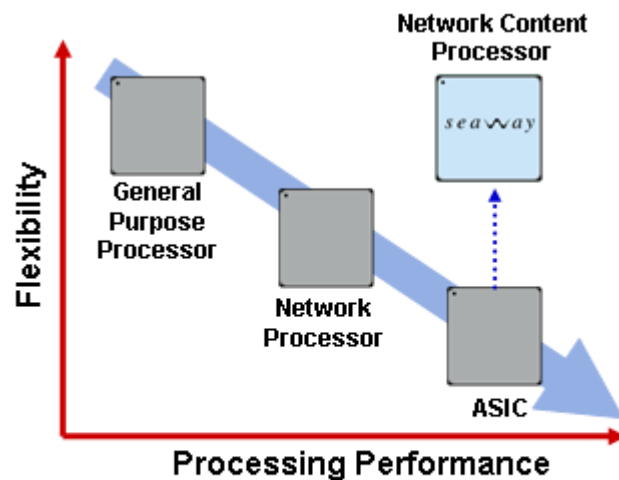 Network Content
Processor
seaway
General
Purpose
Processor
Network
Processor
ASIC
Flexibility
Processing Performance